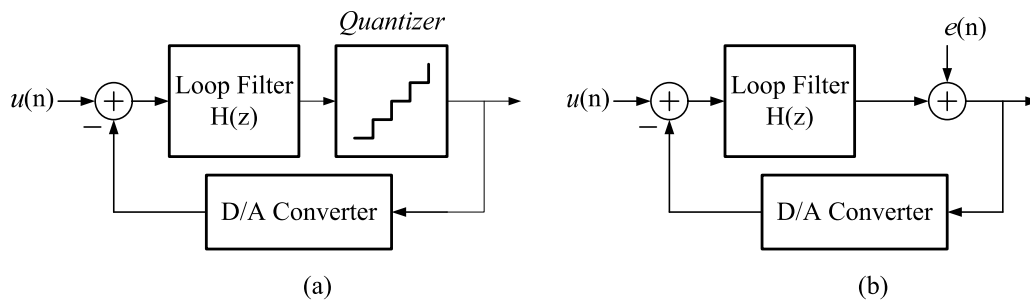 Quantizer
u(n)
+
−
Loop Filter
H(z)
D/A Converter
(a)
e(n)
u(n)
+
−
Loop Filter
H(z)
+
D/A Converter
(b)